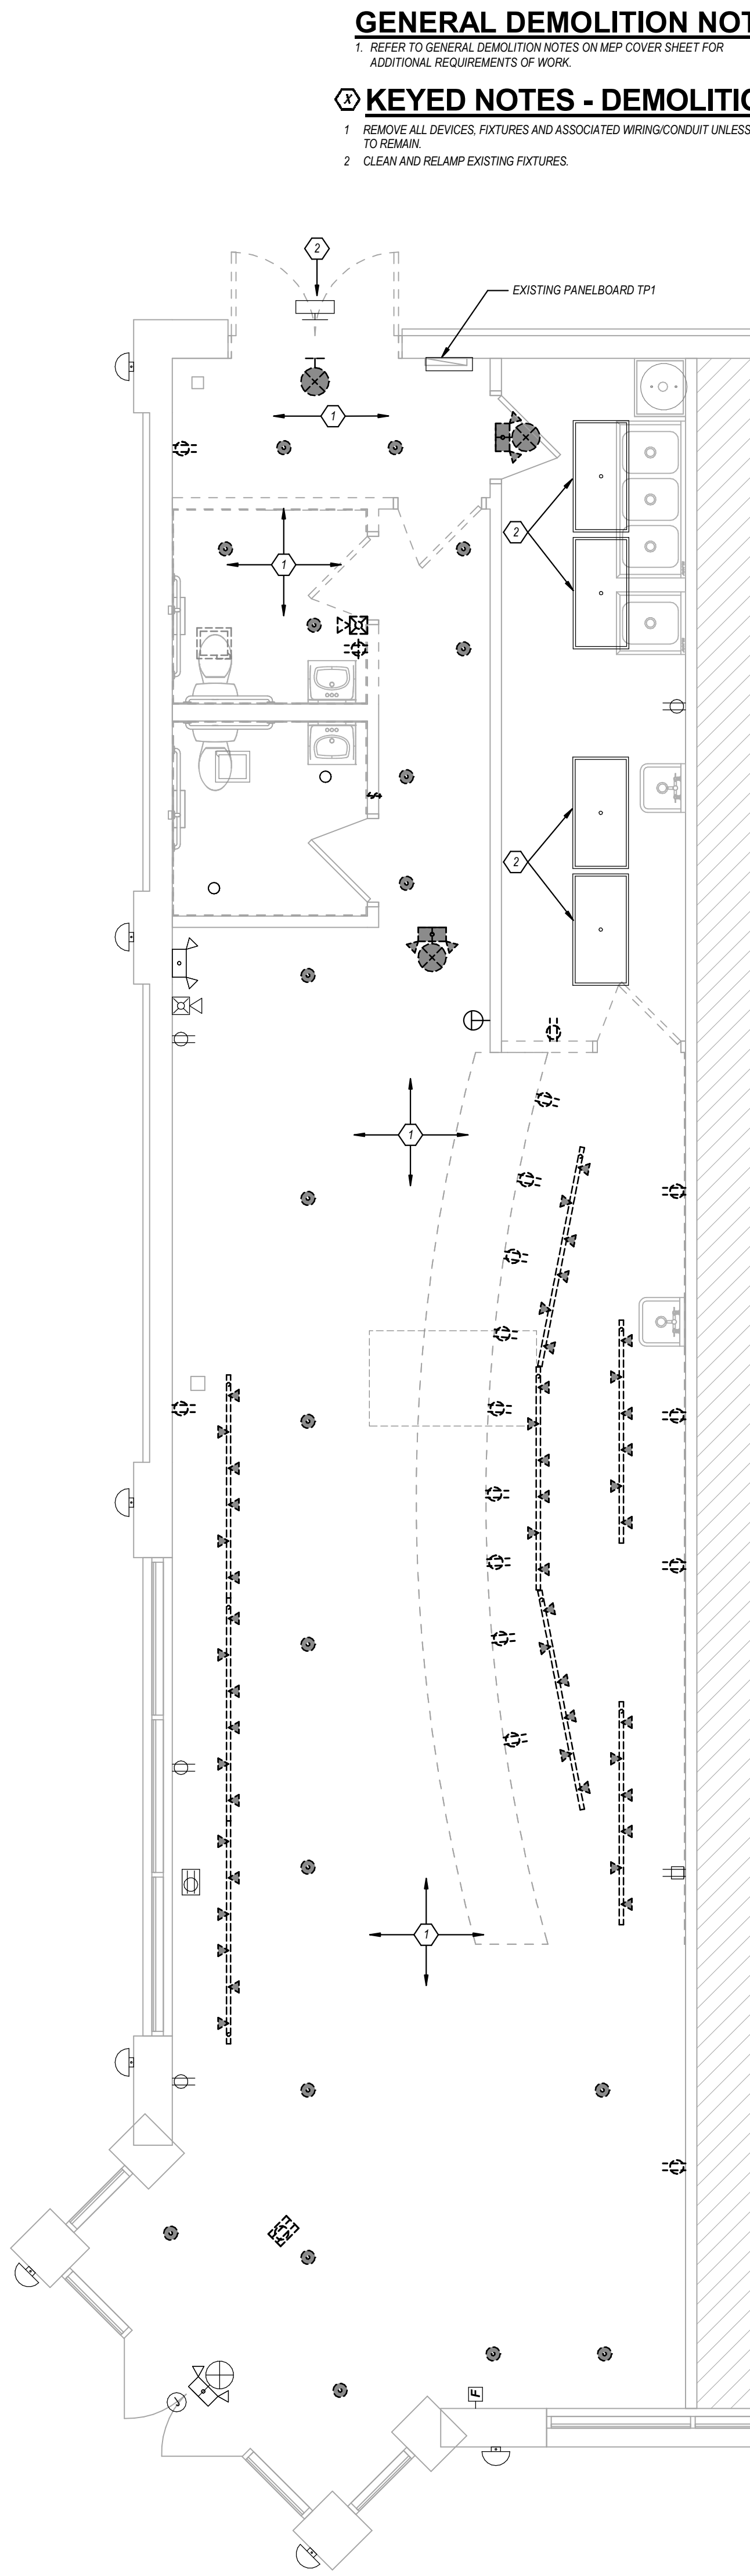 GENERAL DEMOLITION NOT
1. REFER TO GENERAL DEMOLITION NOTES ON MEP COVER SHEET FOR
ADDITIONAL REQUIREMENTS OF WORK.
X KEYED NOTES - DEMOLITIO
1 REMOVE ALL DEVICES, FIXTURES AND ASSOCIATED WIRING/CONDUIT UNLESS
TO REMAIN.
2 CLEAN AND RELAMP EXISTING FIXTURES.
2
EXISTING PANELBOARD TP1
1
2
1
2
1
1
J
F